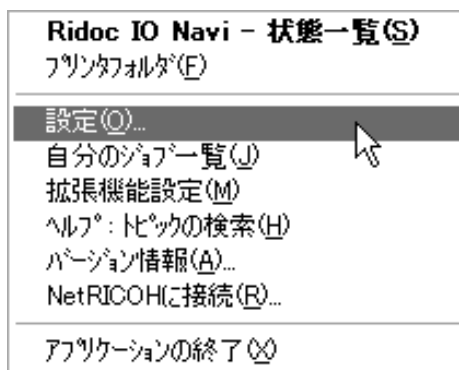 Ridoc IO Navi - 状態一覧(S)
ﾌﾟﾘﾝﾀﾌｫﾙﾀﾞ(F)
設定(O)...
自分のｼﾞｮﾌﾞ一覧(J)
拡張機能設定(M)
ﾍﾙﾌﾟ:ﾄﾋﾟｯｸの検索(H)
ﾊﾞｰｼﾞｮﾝ情報(A)...
NetRICOHに接続(R)...
ｱﾌﾟﾘｹｰｼｮﾝの終了(X)